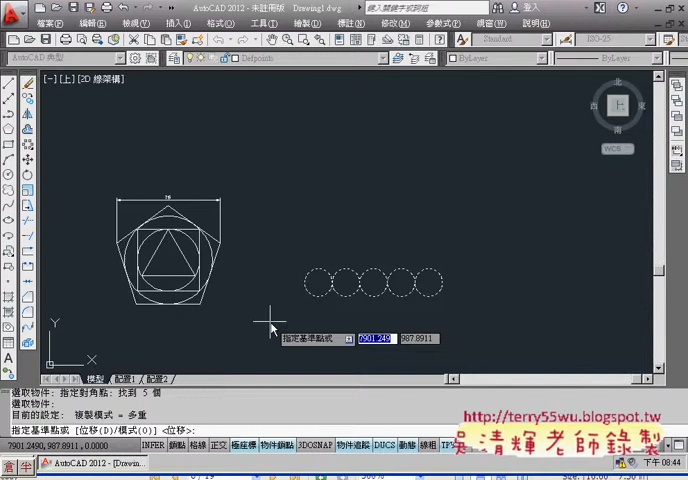 AutoCAD 2012 - 未註冊版 Drawing1.dwg
鍵入關鍵字或片語
登入
檔案(F) 編輯(E) 檢視(V) 插入(I) 格式(O) 工具(T) 繪製(D) 標註(N) 修改(M) 參數式(P) 視窗(W) 說明(H)
Standard ISO-25
AutoCAD 典型 Defpoints ByLayer ByLayer
[−] [上] [2D 線架構]
北
西 上 東
南
WCS
指定基準點或 7901.249 987.8911
Y
X
模型 配置1 配置2
選取物件: 指定對角點: 找到 5 個
選取物件:
目前的設定: 複製模式 = 多重
指定基準點或 [位移(D)/模式(O)] <位移>:
http://terry55wu.blogspot.tw
吳清輝老師錄製
7901.2490, 987.8911, 0.0000 INFER 鎖點 格線 正交 極座標 物件鎖點 3DOSNAP 物件追蹤 DUCS 動態 線粗
倉 半 AutoCAD 2012 - [Drawin...
下午 08:44